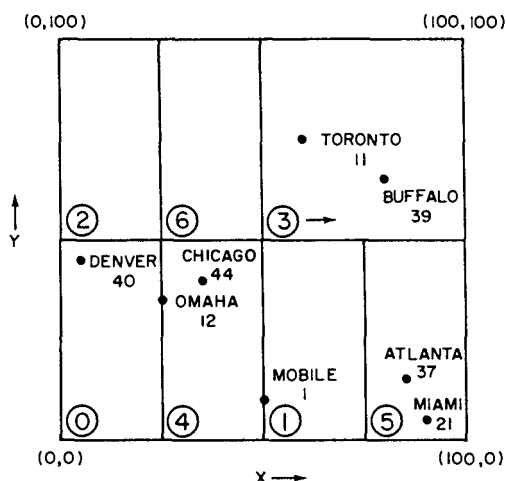 (0,100)
(100,100)
TORONTO
11
BUFFALO
39
2
6
3
Y
DENVER
40
CHICAGO
44
OMAHA
12
ATLANTA
37
MOBILE
1
MIAMI
21
0
4
1
5
(0,0)
X
(100,0)